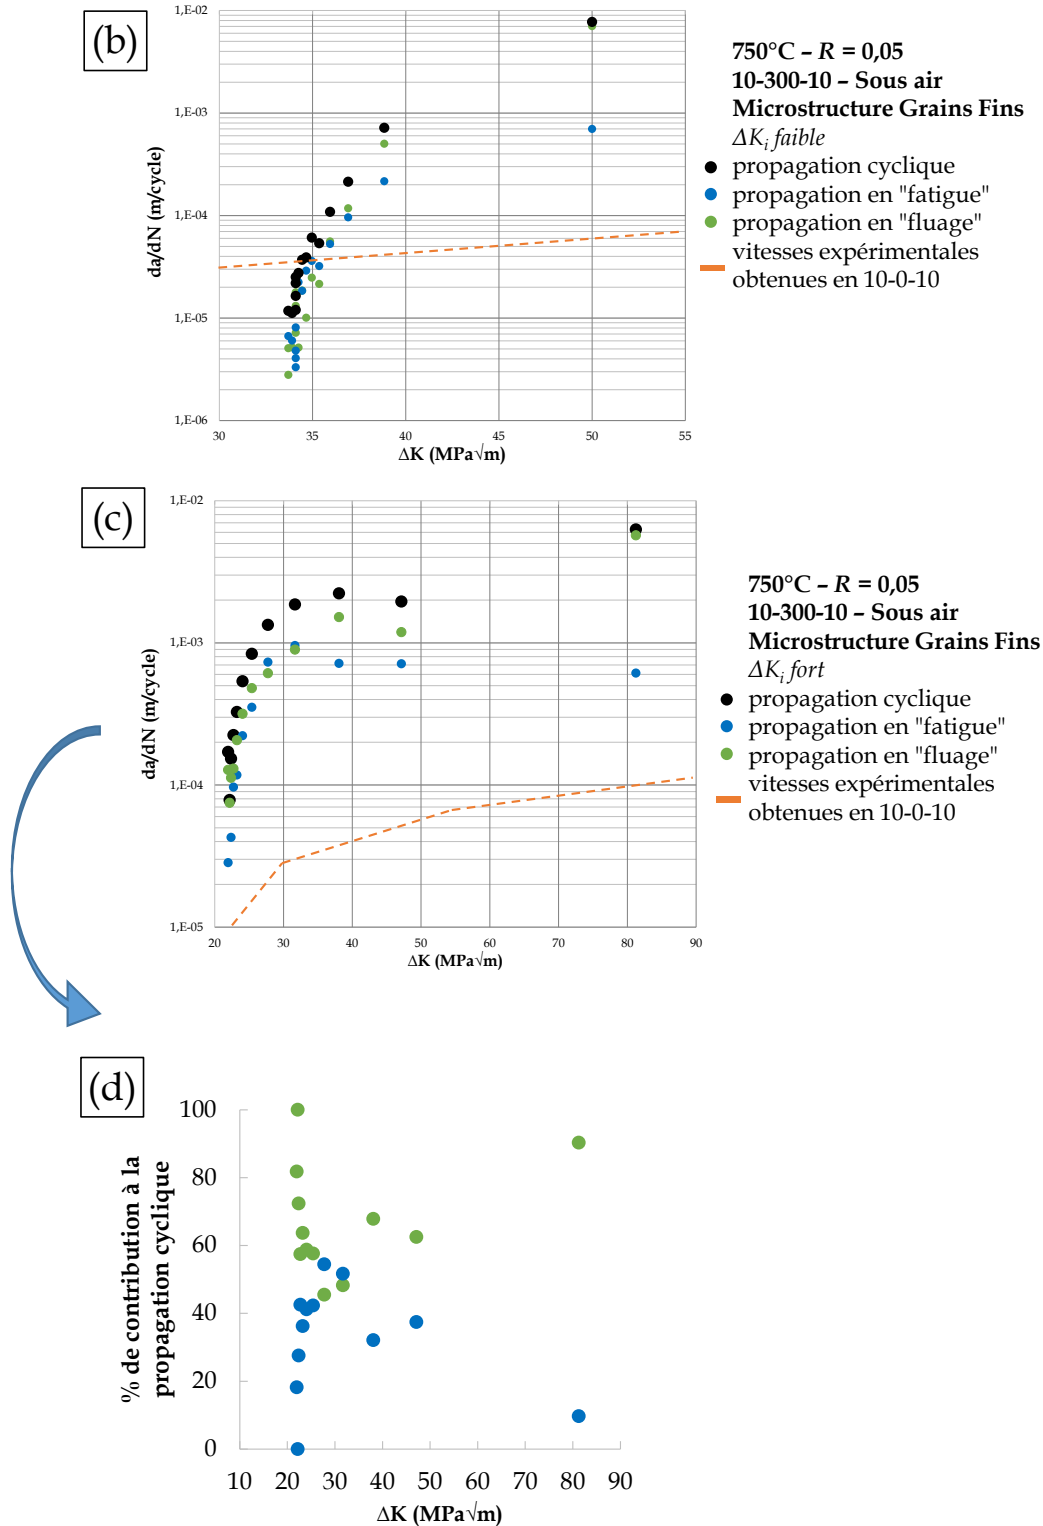 (b)
1,E-02
1,E-03
1,E-04
1,E-05
1,E-06
da/dN (m/cycle)
30 35 40 45 50 55
ΔK (MPa√m)
750°C – R = 0,05
10-300-10 – Sous air
Microstructure Grains Fins
ΔKi faible
propagation cyclique
propagation en "fatigue"
propagation en "fluage"
vitesses expérimentales
obtenues en 10-0-10
(c)
1,E-02
1,E-03
1,E-04
1,E-05
da/dN (m/cycle)
20 30 40 50 60 70 80 90
ΔK (MPa√m)
750°C – R = 0,05
10-300-10 – Sous air
Microstructure Grains Fins
ΔKi fort
propagation cyclique
propagation en "fatigue"
propagation en "fluage"
vitesses expérimentales
obtenues en 10-0-10
(d)
% de contribution à la
propagation cyclique
100
80
60
40
20
0
10 20 30 40 50 60 70 80 90
ΔK (MPa√m)